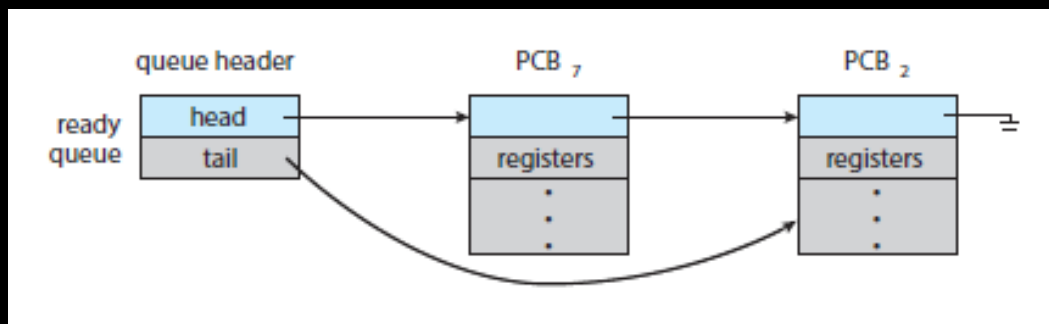 queue header
PCB 7
PCB 2
ready
queue
head
tail
registers
registers